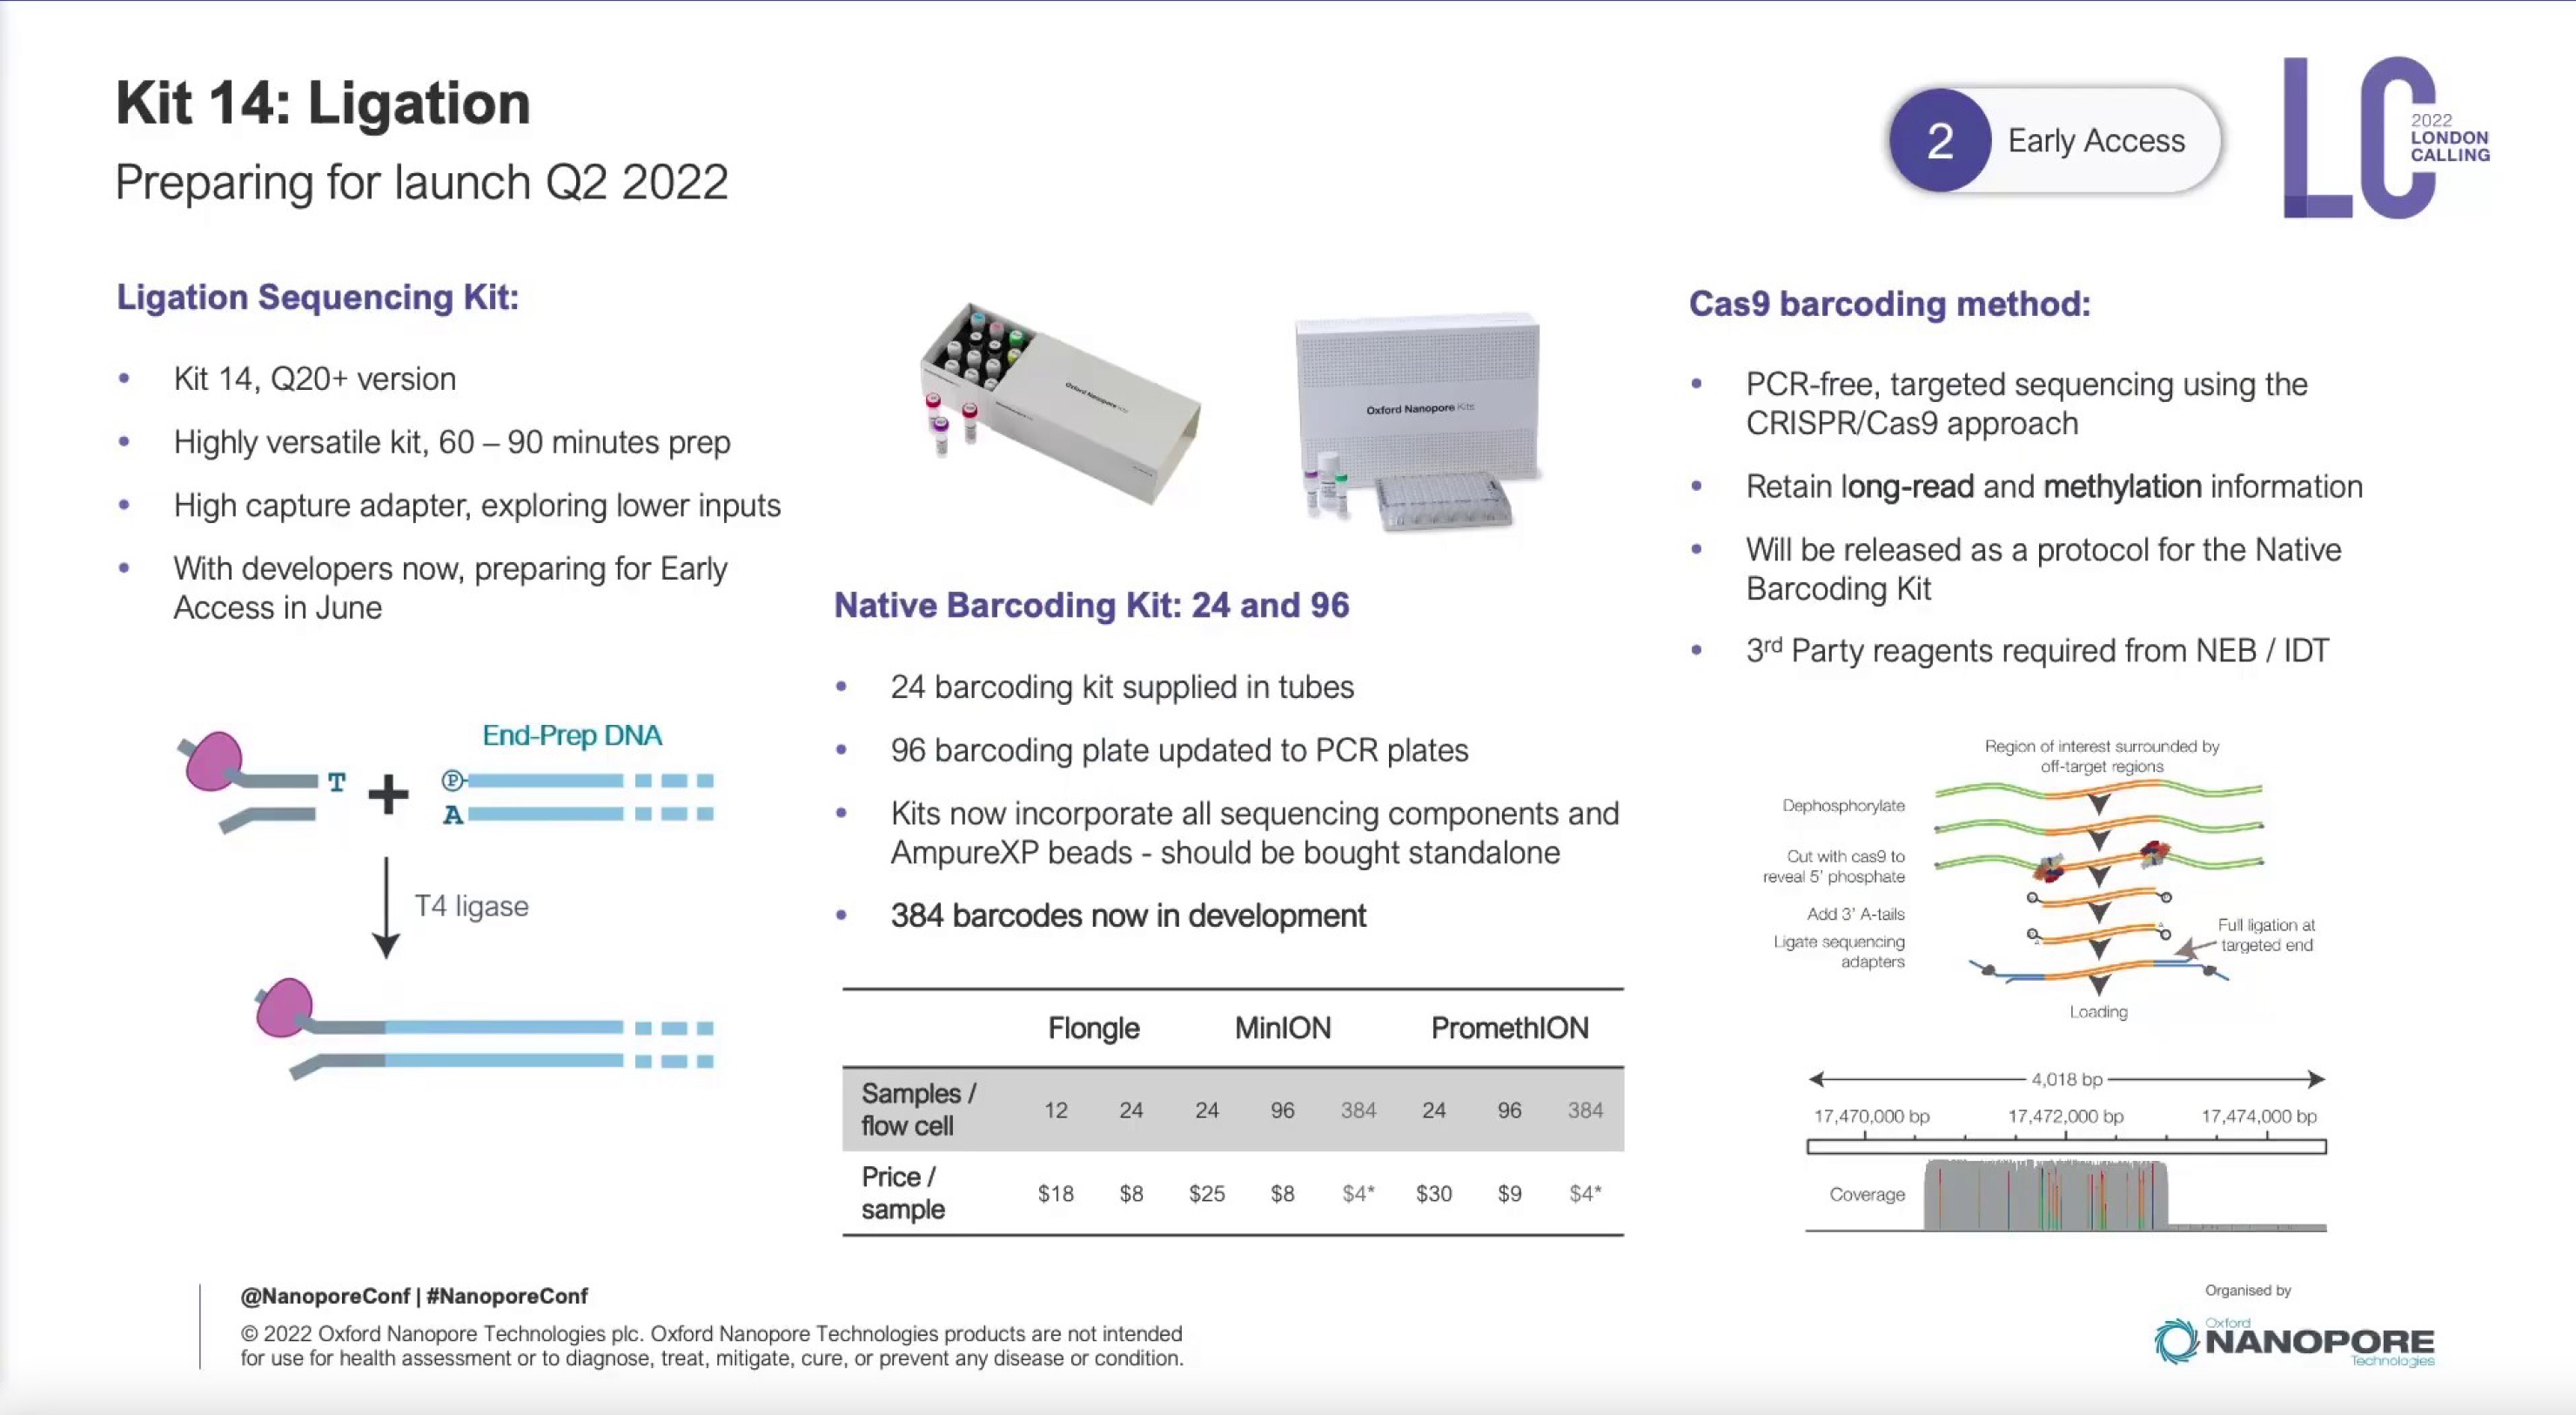 Kit 14: Ligation
Preparing for launch Q2 2022
2 Early Access
LC
2022
LONDON
CALLING
Ligation Sequencing Kit:
• Kit 14, Q20+ version
• Highly versatile kit, 60 – 90 minutes prep
• High capture adapter, exploring lower inputs
• With developers now, preparing for Early
Access in June
End-Prep DNA
T + P
A
T4 ligase
Oxford Nanopore Kits
Oxford Nanopore Kits
Native Barcoding Kit: 24 and 96
• 24 barcoding kit supplied in tubes
• 96 barcoding plate updated to PCR plates
• Kits now incorporate all sequencing components and
AmpureXP beads - should be bought standalone
• 384 barcodes now in development
Flongle MinION PromethION
Samples /
flow cell
12 24 24 96 384 24 96 384
Price /
sample
$18 $8 $25 $8 $4* $30 $9 $4*
Cas9 barcoding method:
• PCR-free, targeted sequencing using the
CRISPR/Cas9 approach
• Retain long-read and methylation information
• Will be released as a protocol for the Native
Barcoding Kit
• 3rd Party reagents required from NEB / IDT
Region of interest surrounded by
off-target regions
Dephosphorylate
Cut with cas9 to
reveal 5' phosphate
Add 3' A-tails
Ligate sequencing
adapters
Full ligation at
targeted end
Loading
4,018 bp
17,470,000 bp 17,472,000 bp 17,474,000 bp
Coverage
@NanoporeConf | #NanoporeConf
© 2022 Oxford Nanopore Technologies plc. Oxford Nanopore Technologies products are not intended
for use for health assessment or to diagnose, treat, mitigate, cure, or prevent any disease or condition.
Organised by
Oxford
NANOPORE
Technologies